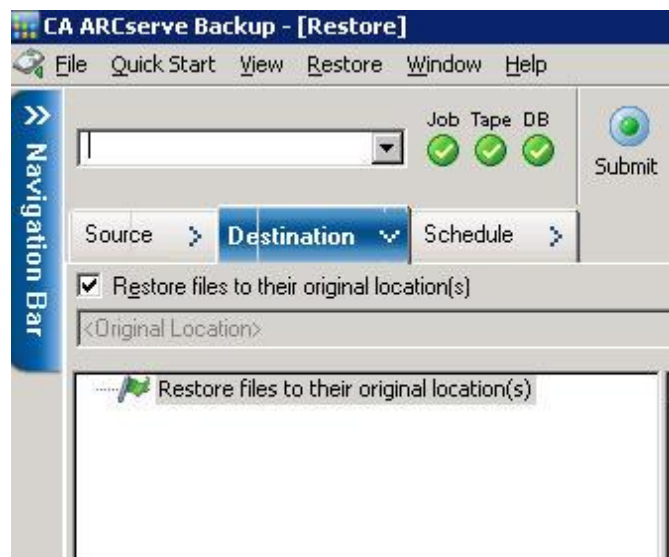 CA ARCserve Backup - [Restore]
File Quick Start View Restore Window Help
Navigation Bar
Job Tape DB
Submit
Source > Destination Schedule >
Restore files to their original location(s)
<Original Location>
Restore files to their original location(s)